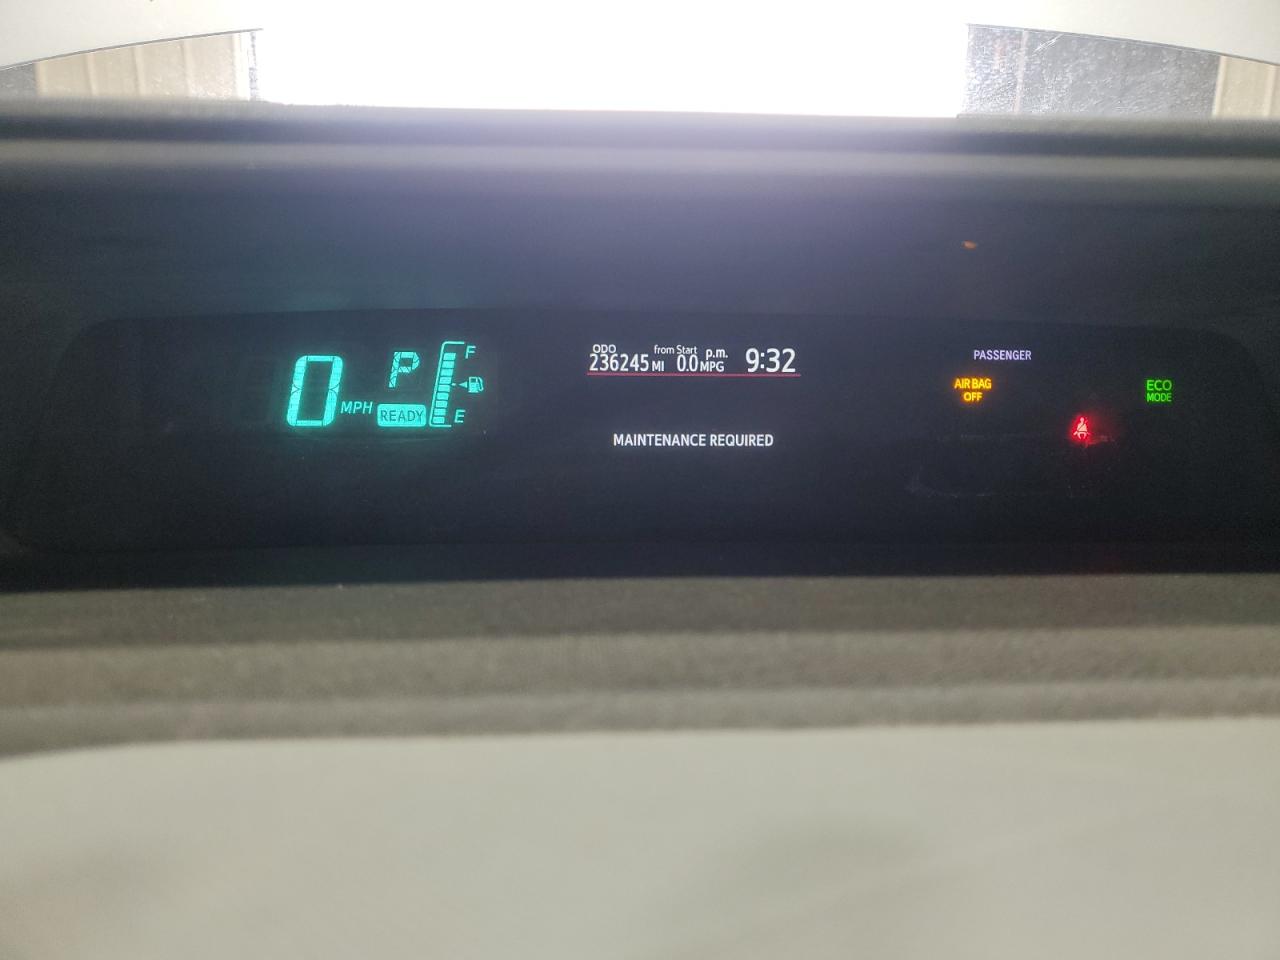 0 MPH
P
READY
F
E
ODO from Start p.m.
236245 MI 0.0 MPG 9:32
MAINTENANCE REQUIRED
PASSENGER
AIR BAG
OFF
ECO
MODE